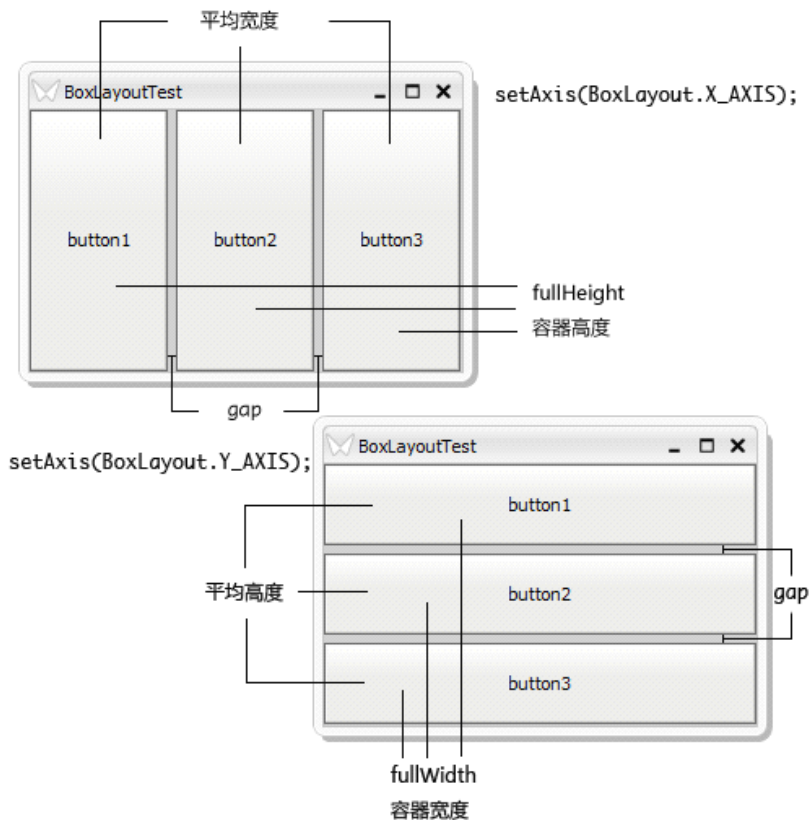 平均宽度
BoxLayoutTest
setAxis(BoxLayout.X_AXIS);
button1
button2
button3
fullHeight
容器高度
gap
setAxis(BoxLayout.Y_AXIS);
BoxLayoutTest
button1
平均高度
button2
gap
button3
fullWidth
容器宽度